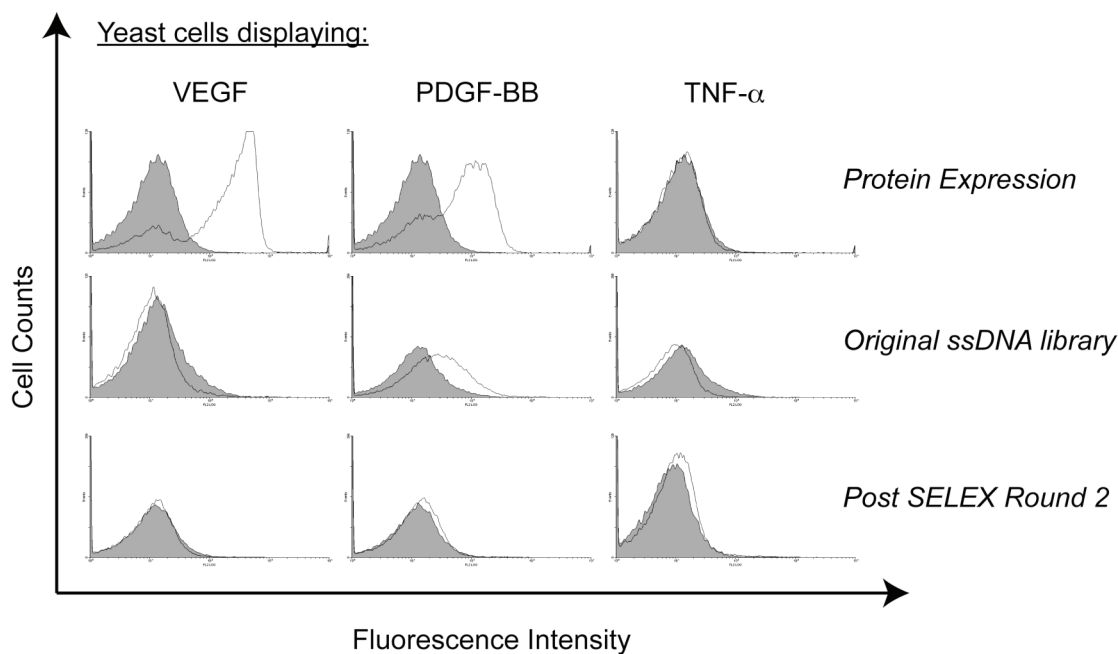 Yeast cells displaying:
VEGF PDGF-BB TNF-α
Protein Expression
Original ssDNA library
Post SELEX Round 2
Cell Counts
Fluorescence Intensity